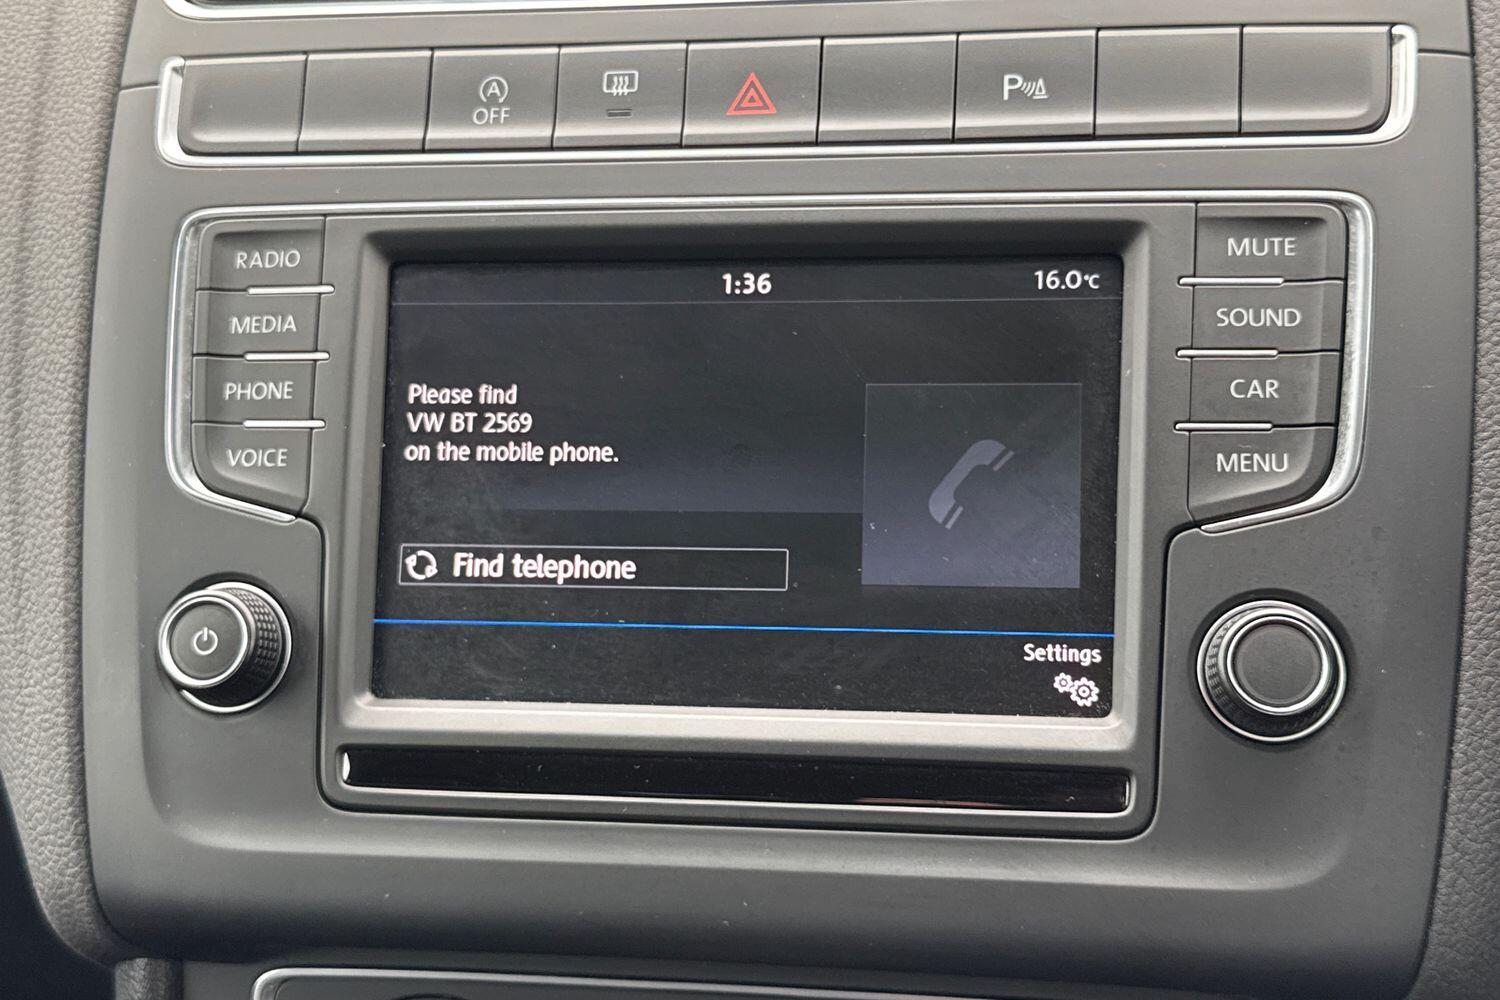 A
OFF
P
RADIO
MEDIA
PHONE
VOICE
1:36
16.0°C
Please find
VW BT 2569
on the mobile phone.
Find telephone
Settings
MUTE
SOUND
CAR
MENU